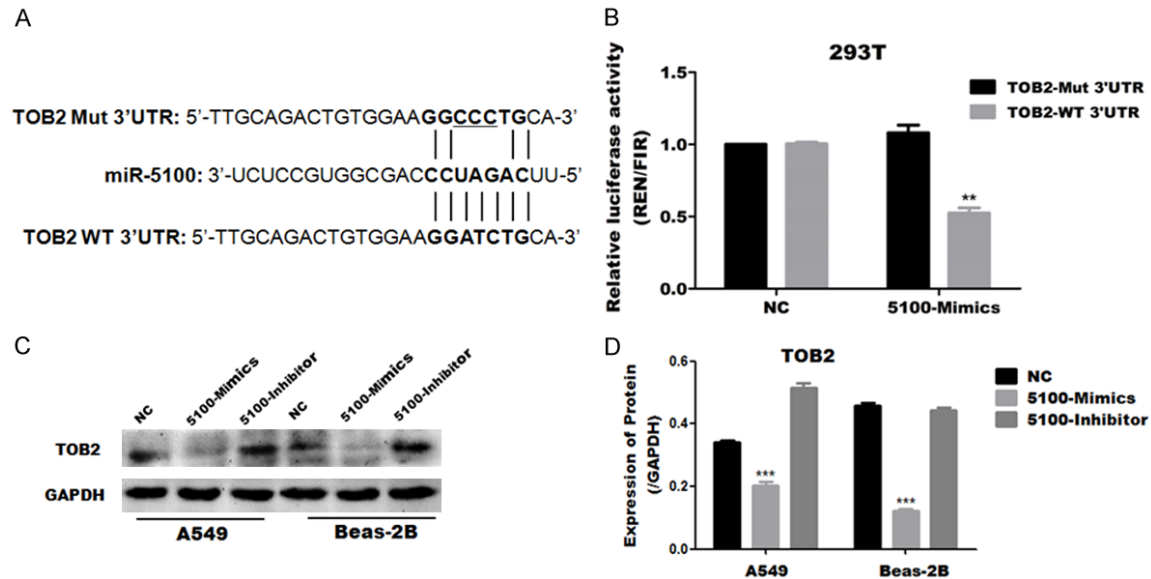 A
TOB2 Mut 3'UTR: 5'-TTGCAGACTGTGGAAGGCCCTGCA-3'
miR-5100: 3'-UCUCCGUGGCGACCCUAGACUU-5'
TOB2 WT 3'UTR: 5'-TTGCAGACTGTGGAAGGATCTGCA-3'
B
293T
Relative luciferase activity
(REN/FIR)
1.5
1.0
0.5
0.0
**
NC
5100-Mimics
TOB2-Mut 3'UTR
TOB2-WT 3'UTR
C
NC
5100-Mimics
5100-Inhibitor
NC
5100-Mimics
5100-Inhibitor
TOB2
GAPDH
A549
Beas-2B
D
TOB2
Expression of Protein
(/GAPDH)
0.6
0.4
0.2
0.0
***
***
A549
Beas-2B
NC
5100-Mimics
5100-Inhibitor